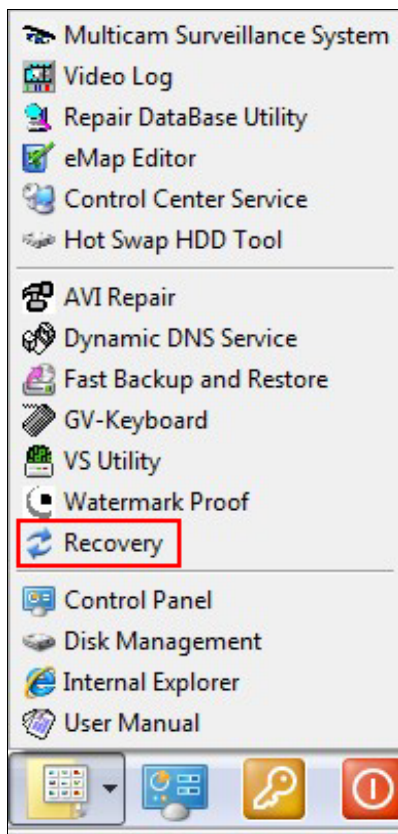 Multicam Surveillance System
Video Log
Repair DataBase Utility
eMap Editor
Control Center Service
Hot Swap HDD Tool
AVI Repair
Dynamic DNS Service
Fast Backup and Restore
GV-Keyboard
VS Utility
Watermark Proof
Recovery
Control Panel
Disk Management
Internal Explorer
User Manual